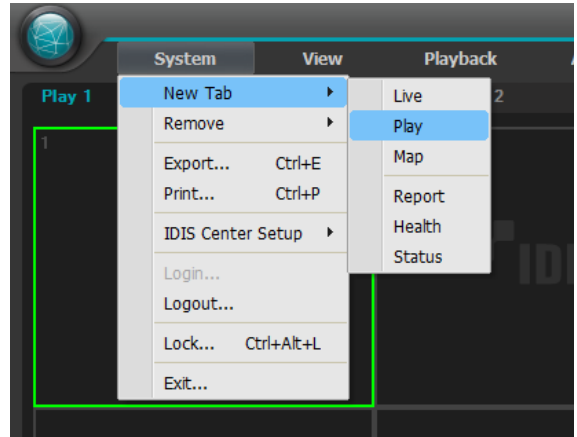 System View Playback
Play 1
1
2
New Tab
Remove
Export... Ctrl+E
Print... Ctrl+P
IDIS Center Setup
Login...
Logout...
Lock... Ctrl+Alt+L
Exit...
Live
Play
Map
Report
Health
Status